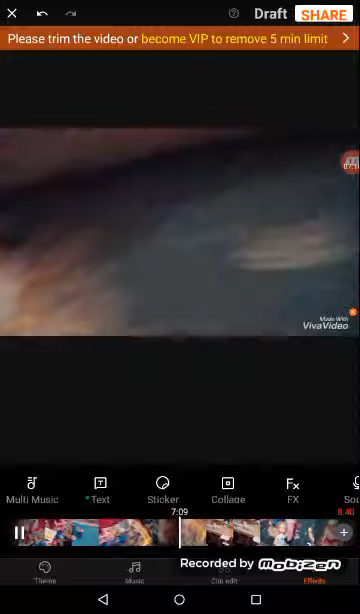 Draft
SHARE
Please trim the video or become VIP to remove 5 min limit
Made With
VivaVideo
Multi Music
Text
Sticker
Collage
FX
Sou
7:09
8:40
Recorded by mobizen
Theme
Music
Clip edit
Effects